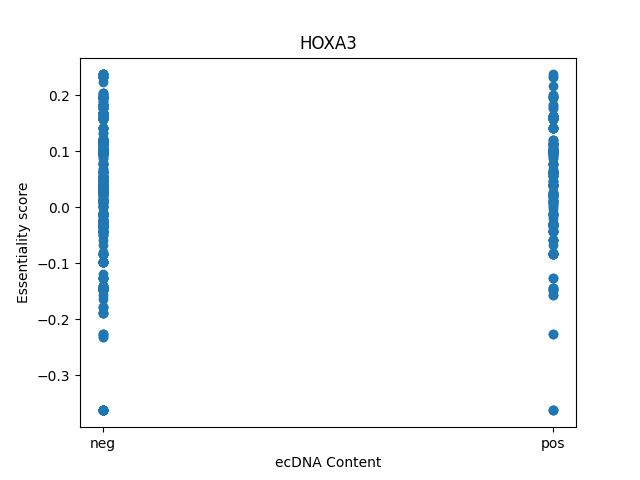 HOXA3
Essentiality score
0.2
0.1
0.0
−0.1
−0.2
−0.3
neg
pos
ecDNA Content